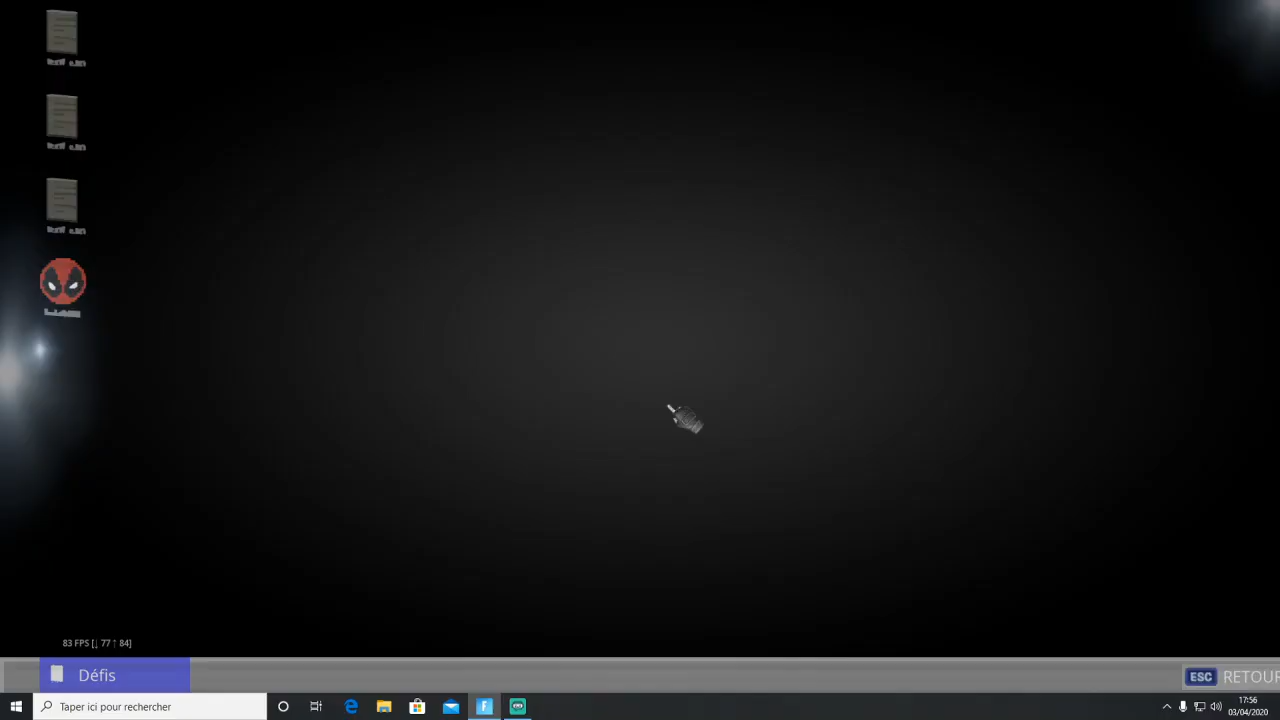 83 FPS [↓ 77 ↑ 84]
Défis
ESC RETOUR
Taper ici pour rechercher
17:56
03/04/2020